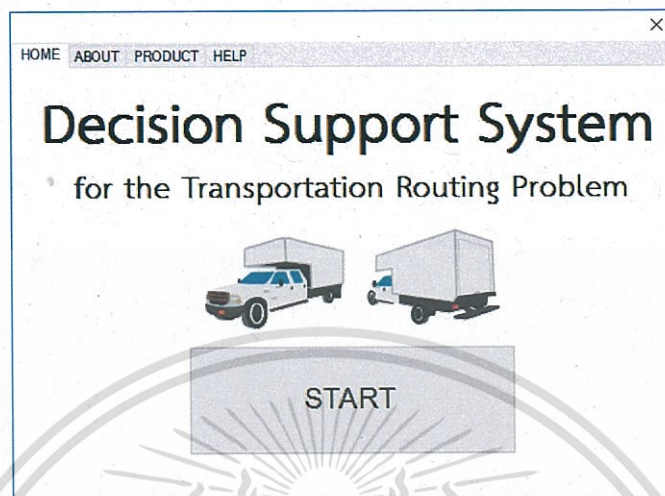 HOME ABOUT PRODUCT HELP
Decision Support System
for the Transportation Routing Problem
START